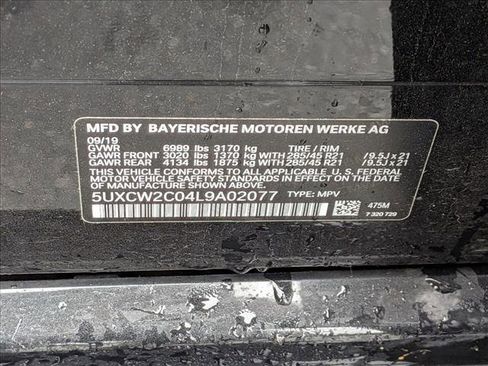 MFD BY BAYERISCHE MOTOREN WERKE AG
09/19
GVWR 6989 lbs 3170 kg TIRE / RIM
GAWR FRONT 3020 lbs 1370 kg 285/45 R21 /9.5J x 21
GAWR REAR 4134 lbs 1875 kg 285/45 R21 /9.5J x 21
THIS VEHICLE CONFORMS TO ALL APPLICABLE U.S. FEDERAL
MOTOR VEHICLE SAFETY STANDARDS IN EFFECT ON THE
DATE OF MANUFACTURE SHOWN ABOVE.
5UXCW2C04L9A02077 TYPE: MPV
475M
7 320 729